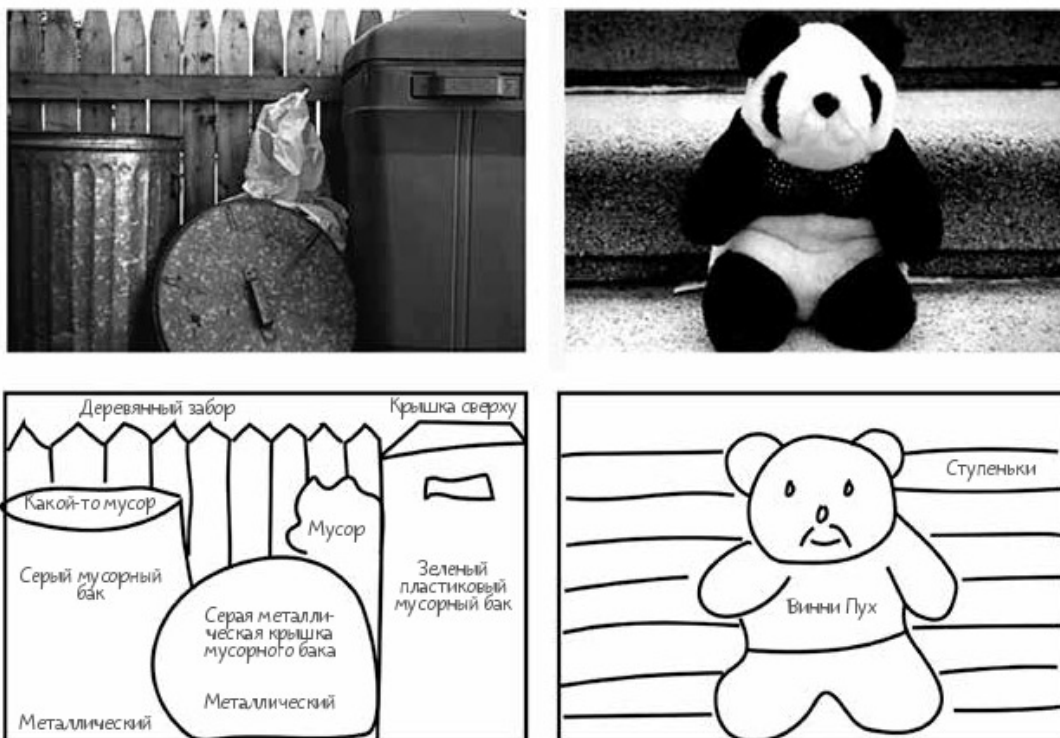 Деревянный забор
Крышка сверху
Какой-то мусор
Мусор
Серый мусорный
бак
Серая металли-
ческая крышка
мусорного бака
Металлический
Металлический
Зеленый
пластиковый
мусорный бак
Ступеньки
Винни Пух